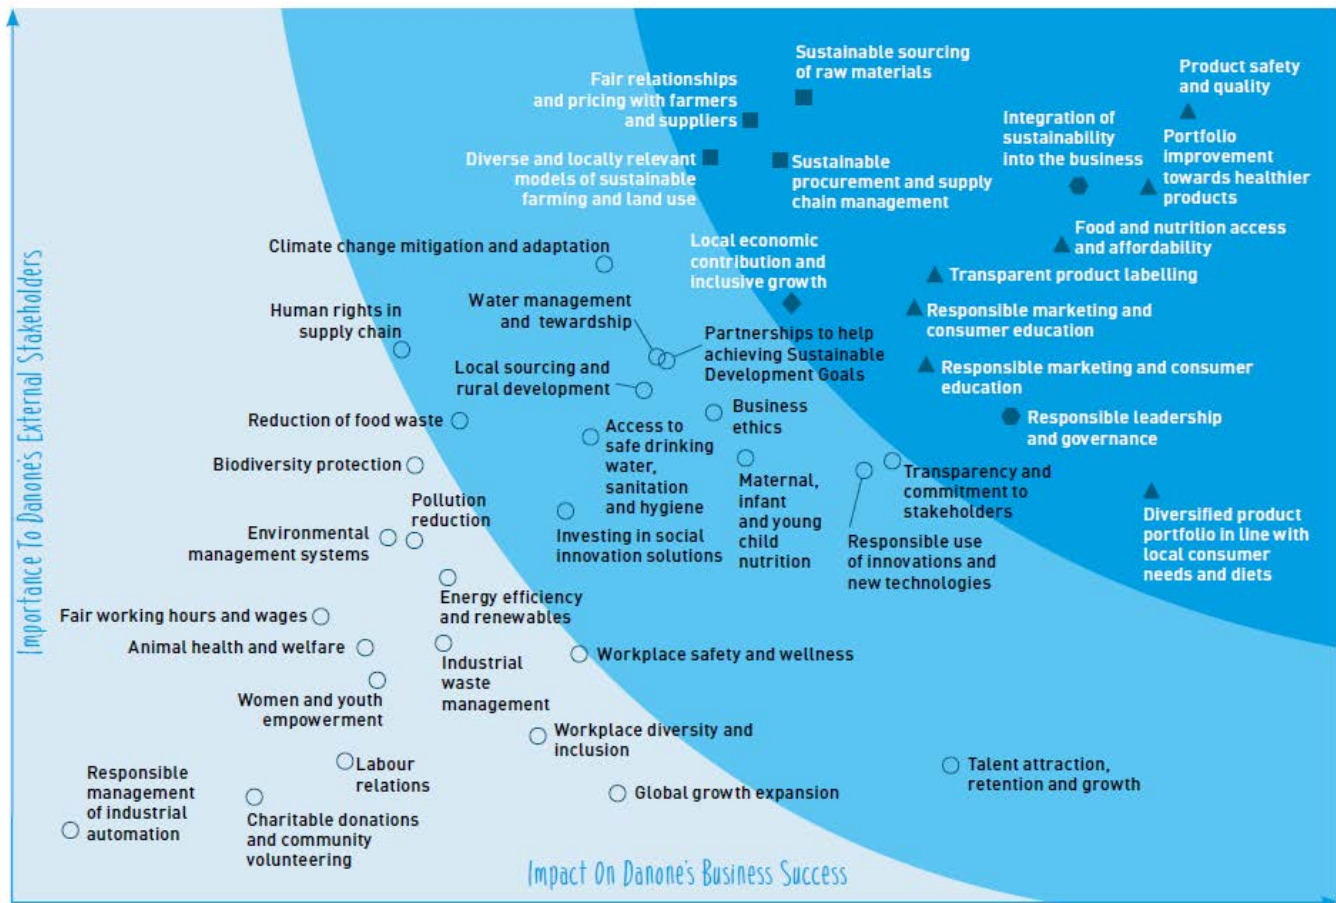 Importance To Danone's External Stakeholders
Sustainable sourcing
of raw materials
Fair relationships
and pricing with farmers
and suppliers
Product safety
and quality
Integration of
sustainability
into the business
Portfolio
improvement
towards healthier
products
Diverse and locally relevant
models of sustainable
farming and land use
Sustainable
procurement and supply
chain management
Climate change mitigation and adaptation
Local economic
contribution and
inclusive growth
Food and nutrition access
and affordability
Transparent product labelling
Human rights in
supply chain
Water management
and tewardship
Partnerships to help
achieving Sustainable
Development Goals
Responsible marketing and
consumer education
Local sourcing and
rural development
Responsible marketing and consumer
education
Reduction of food waste
Access to
safe drinking
water,
sanitation
and hygiene
Business
ethics
Responsible leadership
and governance
Biodiversity protection
Pollution
reduction
Maternal,
infant
and young
child
nutrition
Transparency and
commitment to
stakeholders
Environmental
management systems
Investing in social
innovation solutions
Responsible use
of innovations and
new technologies
Diversified product
portfolio in line with
local consumer
needs and diets
Energy efficiency
and renewables
Fair working hours and wages
Animal health and welfare
Industrial
waste
management
Workplace safety and wellness
Women and youth
empowerment
Workplace diversity and
inclusion
Labour
relations
Talent attraction,
retention and growth
Responsible
management
of industrial
automation
Global growth expansion
Charitable donations
and community
volunteering
Impact On Danone's Business Success